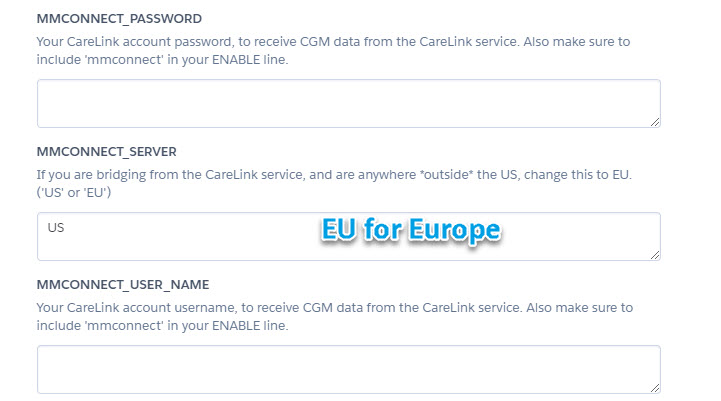 MMCONNECT_PASSWORD
Your CareLink account password, to receive CGM data from the CareLink service. Also make sure to
include 'mmconnect' in your ENABLE line.
MMCONNECT_SERVER
If you are bridging from the CareLink service, and are anywhere *outside* the US, change this to EU.
('US' or 'EU')
US
EU for Europe
MMCONNECT_USER_NAME
Your CareLink account username, to receive CGM data from the CareLink service. Also make sure to
include 'mmconnect' in your ENABLE line.